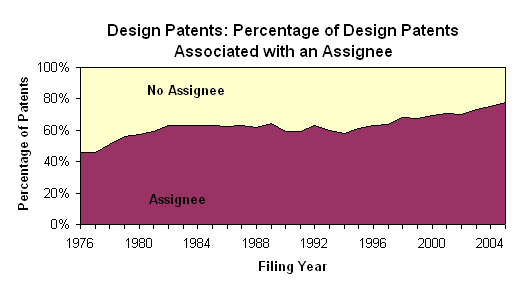 Design Patents: Percentage of Design Patents
Associated with an Assignee
Percentage of Patents
100%
80%
60%
40%
20%
0%
No Assignee
Assignee
1976 1980 1984 1988 1992 1996 2000 2004
Filing Year